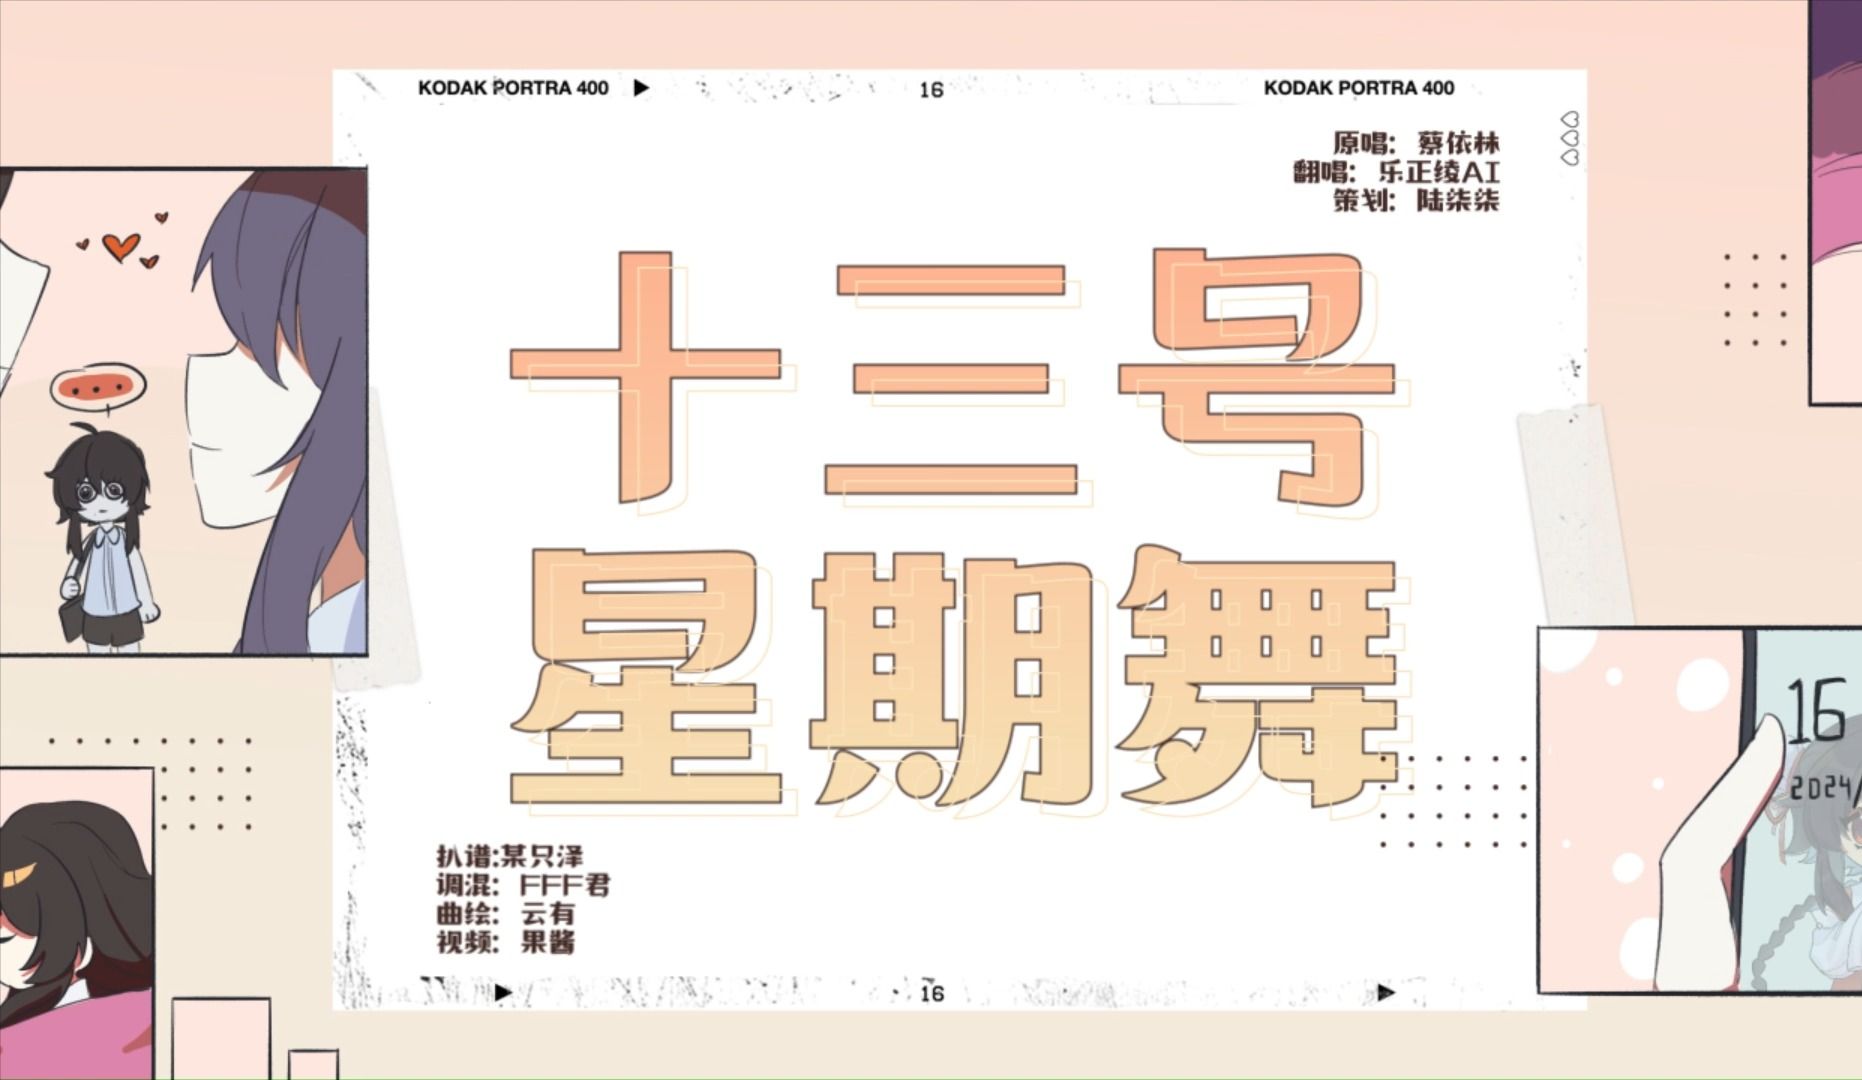 KODAK PORTRA 400
16
KODAK PORTRA 400
原唱: 蔡依林
翻唱: 乐正绫AI
策划: 陆柒柒
十三号
星期舞
16
2024/
扒谱:某只泽
调混: FFF君
曲绘: 云有
视频: 果酱
16